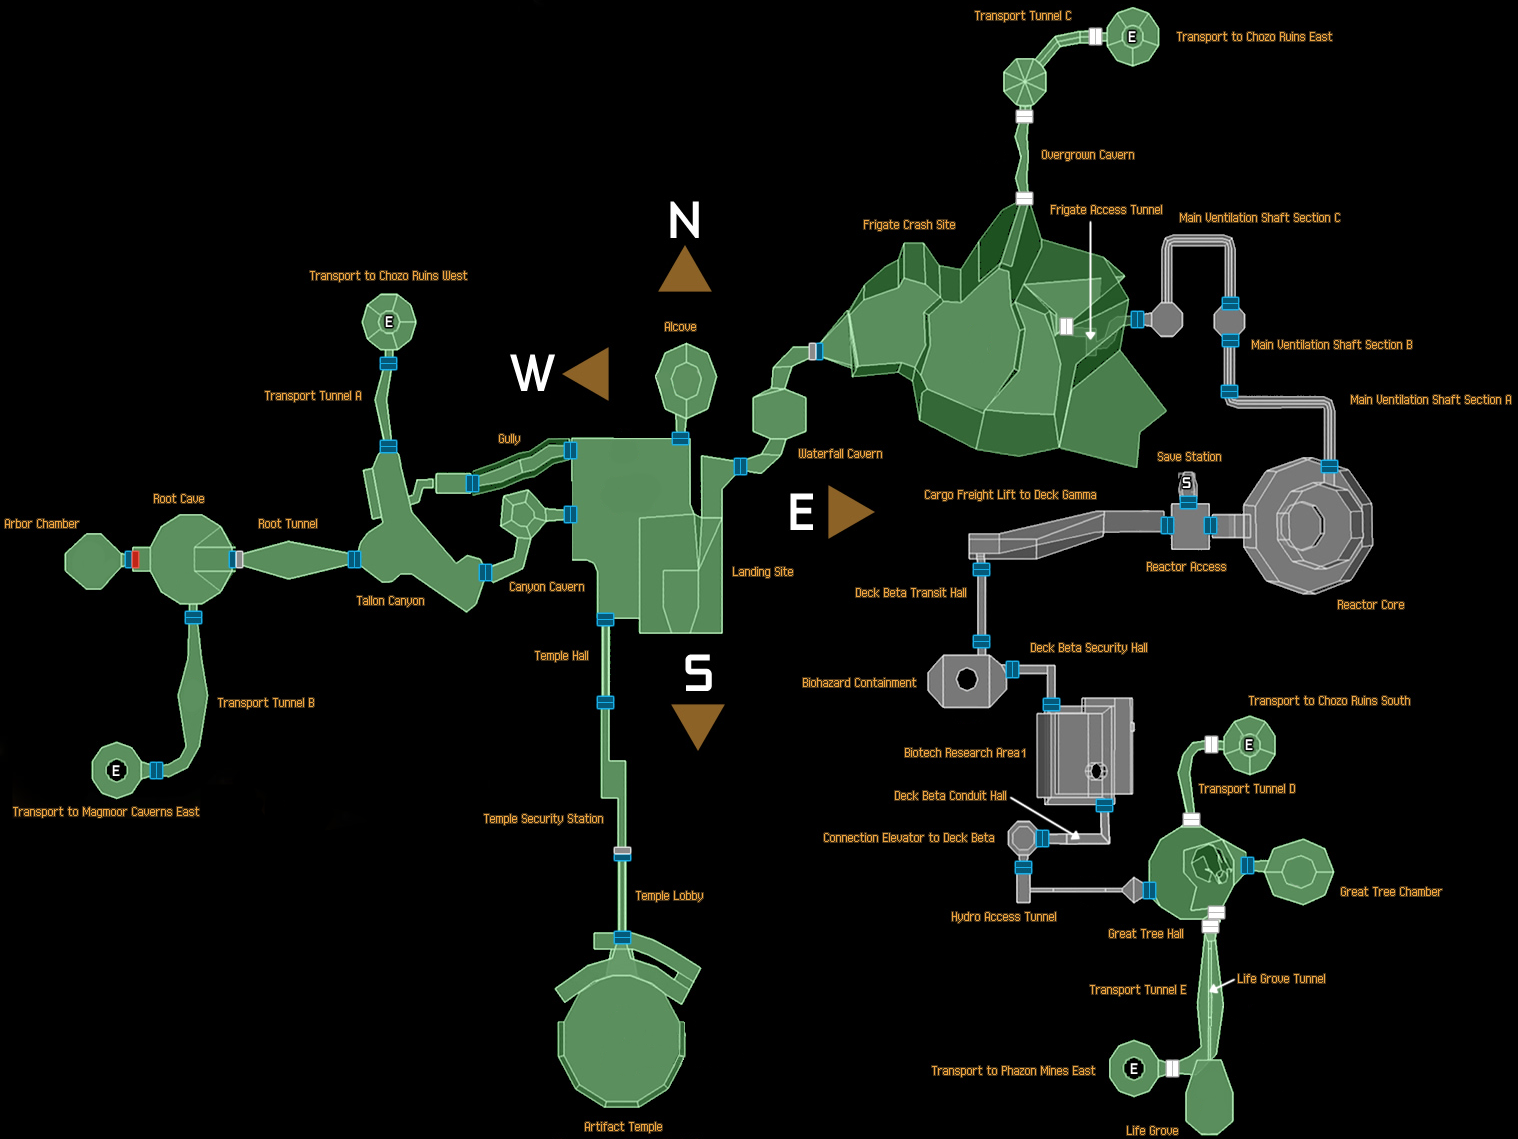 Transport Tunnel C
E
Transport to Chozo Ruins East
Overgrown Cavern
Frigate Access Tunnel
Main Ventilation Shaft Section C
Frigate Crash Site
N
Transport to Chozo Ruins West
E
Alcove
Main Ventilation Shaft Section B
W
Transport Tunnel A
Main Ventilation Shaft Section A
Gully
Waterfall Cavern
Save Station
S
Root Cave
Cargo Freight Lift to Deck Gamma
E
Arbor Chamber
Root Tunnel
Reactor Access
Landing Site
Canyon Cavern
Deck Beta Transit Hall
Tallon Canyon
Reactor Core
Temple Hall
Deck Beta Security Hall
S
Biohazard Containment
Transport Tunnel B
Transport to Chozo Ruins South
E
Biotech Research Area1
E
Transport Tunnel D
Deck Beta Conduit Hall
Transport to Magmoor Caverns East
Temple Security Station
Connection Elevator to Deck Beta
Great Tree Chamber
Temple Lobby
Hydro Access Tunnel
Great Tree Hall
Life Grove Tunnel
Transport Tunnel E
Transport to Phazon Mines East
E
Artifact Temple
Life Grove